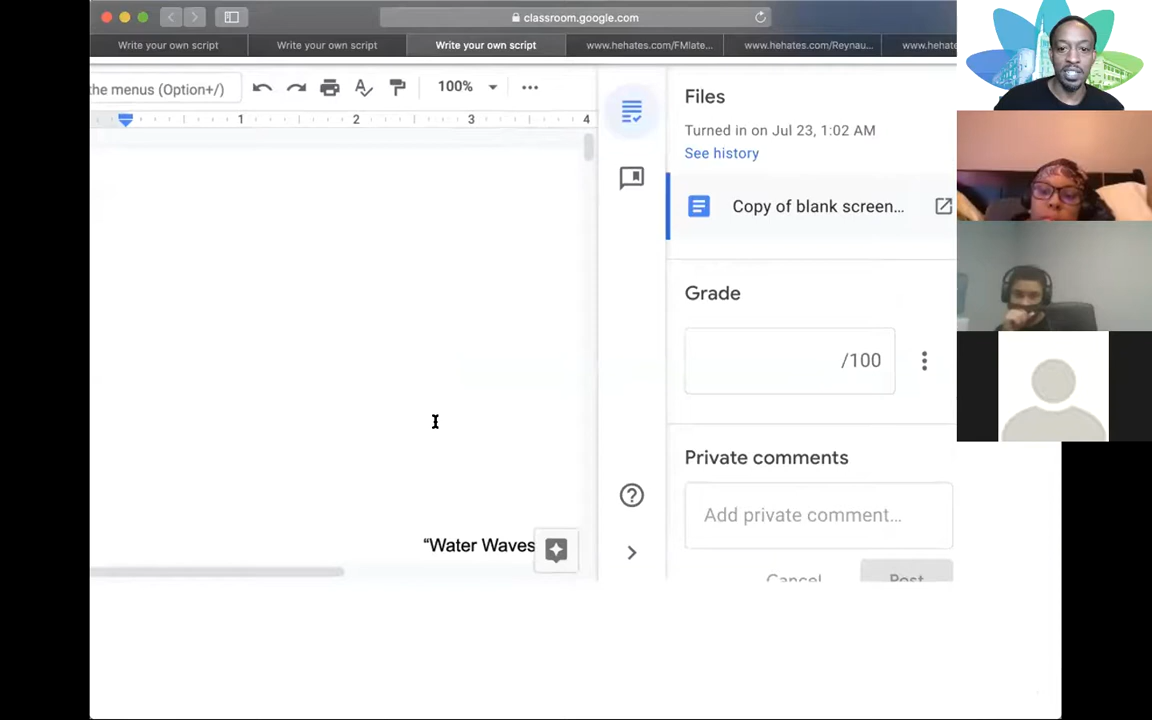 classroom.google.com
Write your own script
Write your own script
Write your own script
www.hehates.com/FMlate...
www.hehates.com/Reynau...
www.hehates.com
the menus (Option+/)
100%
1 2 3 4
Files
Turned in on Jul 23, 1:02 AM
See history
Copy of blank screen...
Grade
/100
Private comments
Add private comment...
Cancel
Post
“Water Waves